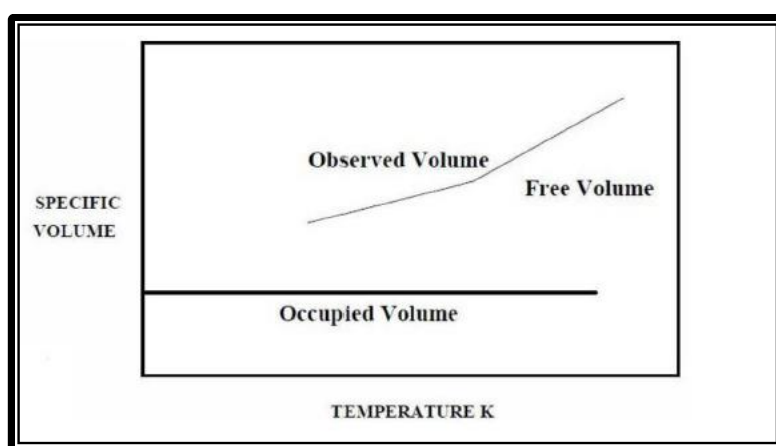 Observed Volume
Free Volume
SPECIFIC
VOLUME
Occupied Volume
TEMPERATURE K